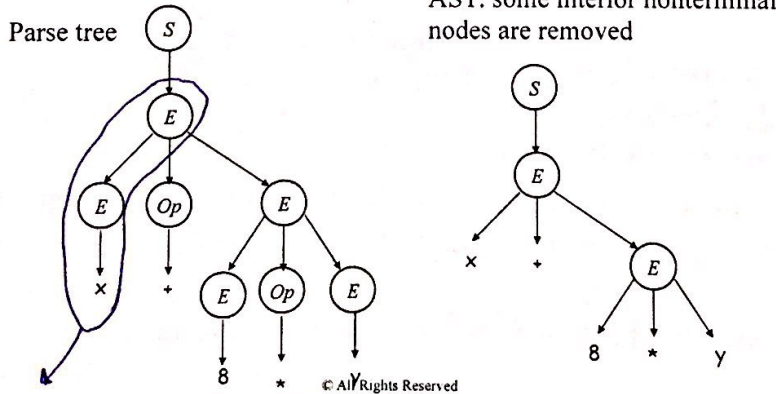 AST: some interior nonterminal
Parse tree
nodes are removed
S
S
E
E
E
Op
E
x
+
x
+
E
E
Op
E
8
*
y
8
*
y
© All Rights Reserved